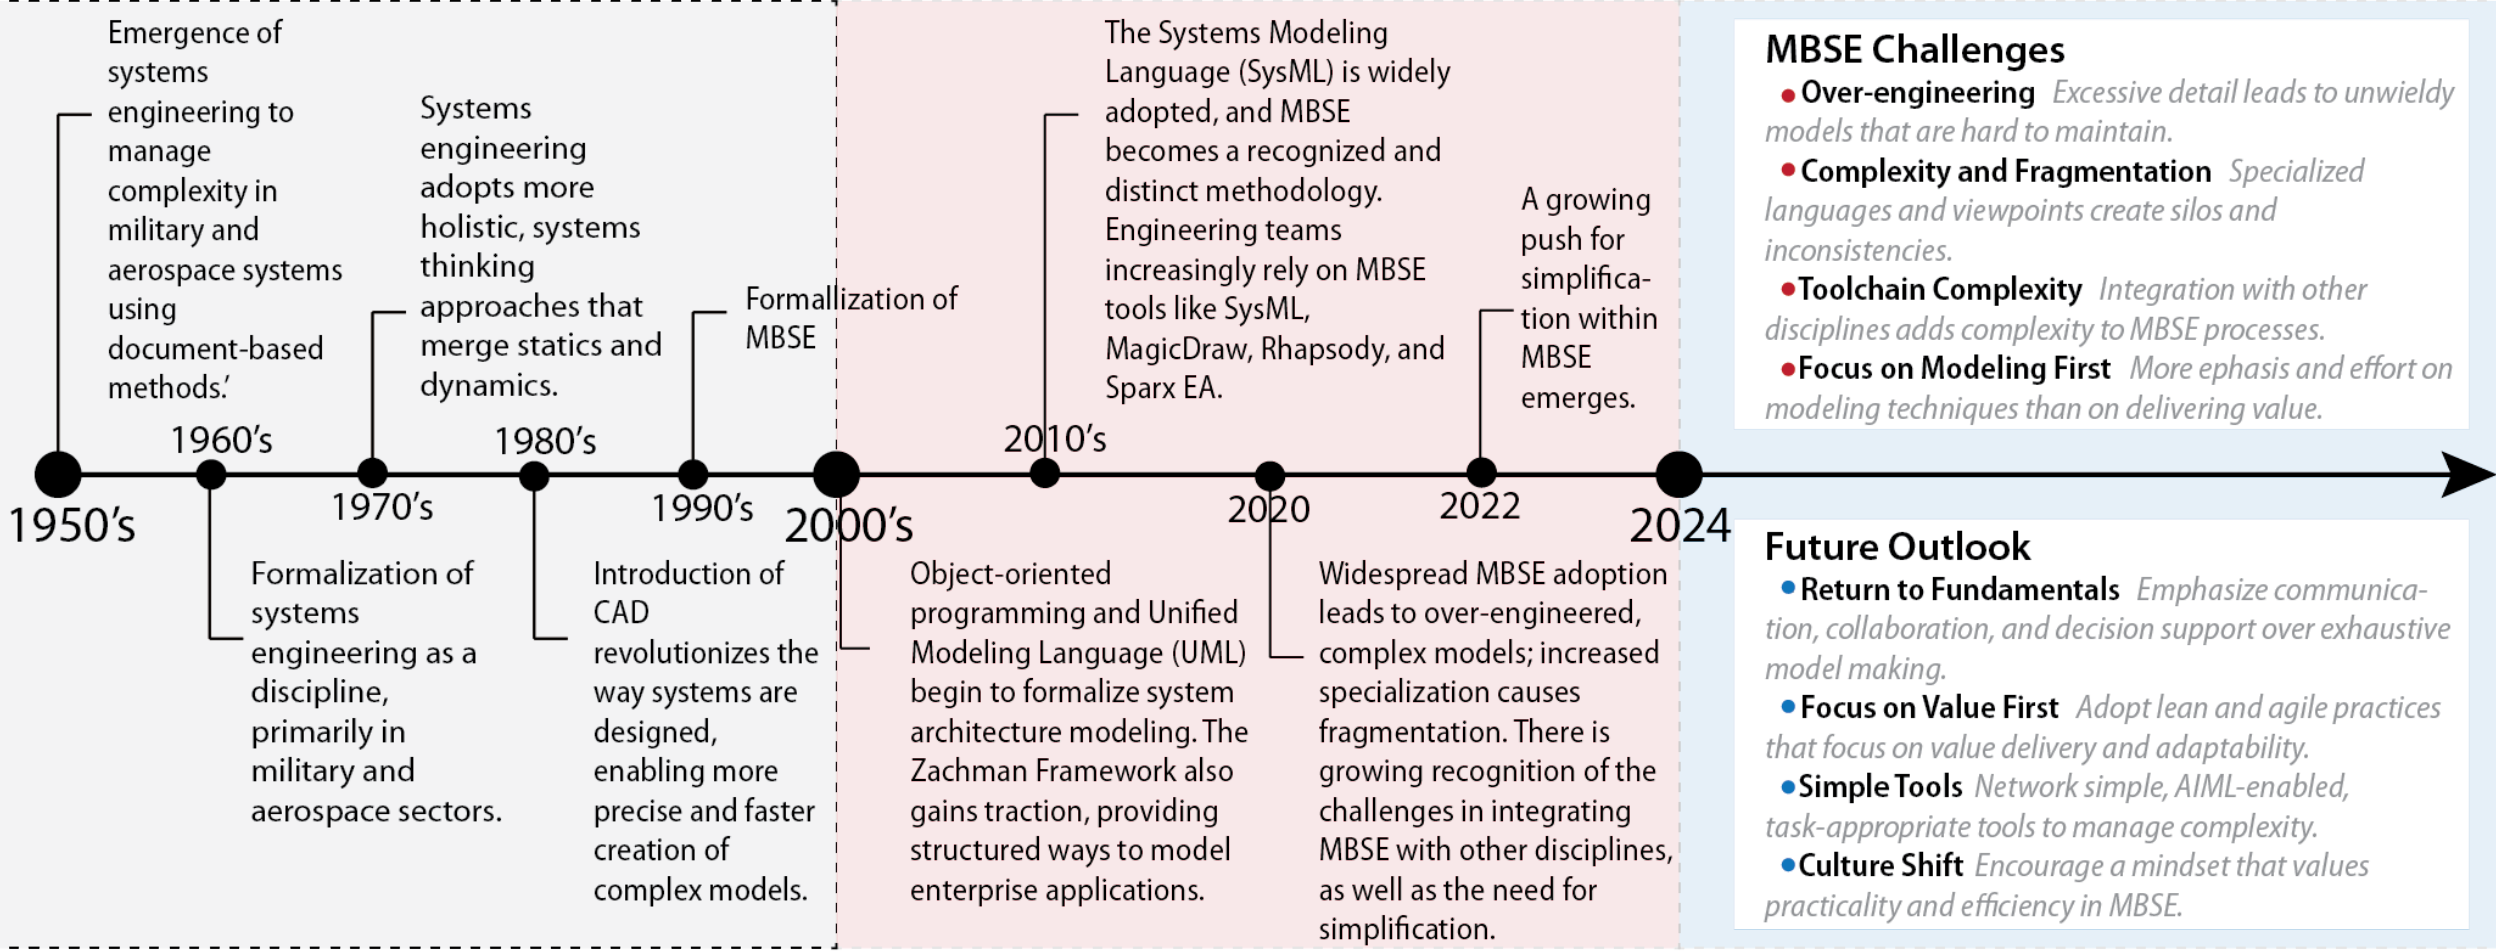 Emergence of
systems
engineering to
manage
complexity in
military and
aerospace systems
using
document-based
methods.’
1950’s
1960’s
Formalization of
systems
engineering as a
discipline,
primarily in
military and
aerospace sectors.
Systems
engineering
adopts more
holistic, systems
thinking
approaches that
merge statics and
dynamics.
1970’s
1980’s
Introduction of
CAD
revolutionizes the
way systems are
designed,
enabling more
precise and faster
creation of
complex models.
Formallization of
MBSE
1990’s
2000’s
Object-oriented
programming and Unified
Modeling Language (UML)
begin to formalize system
architecture modeling. The
Zachman Framework also
gains traction, providing
structured ways to model
enterprise applications.
The Systems Modeling
Language (SysML) is widely
adopted, and MBSE
becomes a recognized and
distinct methodology.
Engineering teams
increasingly rely on MBSE
tools like SysML,
MagicDraw, Rhapsody, and
Sparx EA.
2010’s
2020
Widespread MBSE adoption
leads to over-engineered,
complex models; increased
specialization causes
fragmentation. There is
growing recognition of the
challenges in integrating
MBSE with other disciplines,
as well as the need for
simplification.
A growing
push for
simplifica-
tion within
MBSE
emerges.
2022
2024
MBSE Challenges
•Over-engineering Excessive detail leads to unwieldy
models that are hard to maintain.
•Complexity and Fragmentation Specialized
languages and viewpoints create silos and
inconsistencies.
•Toolchain Complexity Integration with other
disciplines adds complexity to MBSE processes.
•Focus on Modeling First More ephasis and effort on
modeling techniques than on delivering value.
Future Outlook
•Return to Fundamentals Emphasize communica-
tion, collaboration, and decision support over exhaustive
model making.
•Focus on Value First Adopt lean and agile practices
that focus on value delivery and adaptability.
•Simple Tools Network simple, AIML-enabled,
task-appropriate tools to manage complexity.
•Culture Shift Encourage a mindset that values
practicality and efficiency in MBSE.